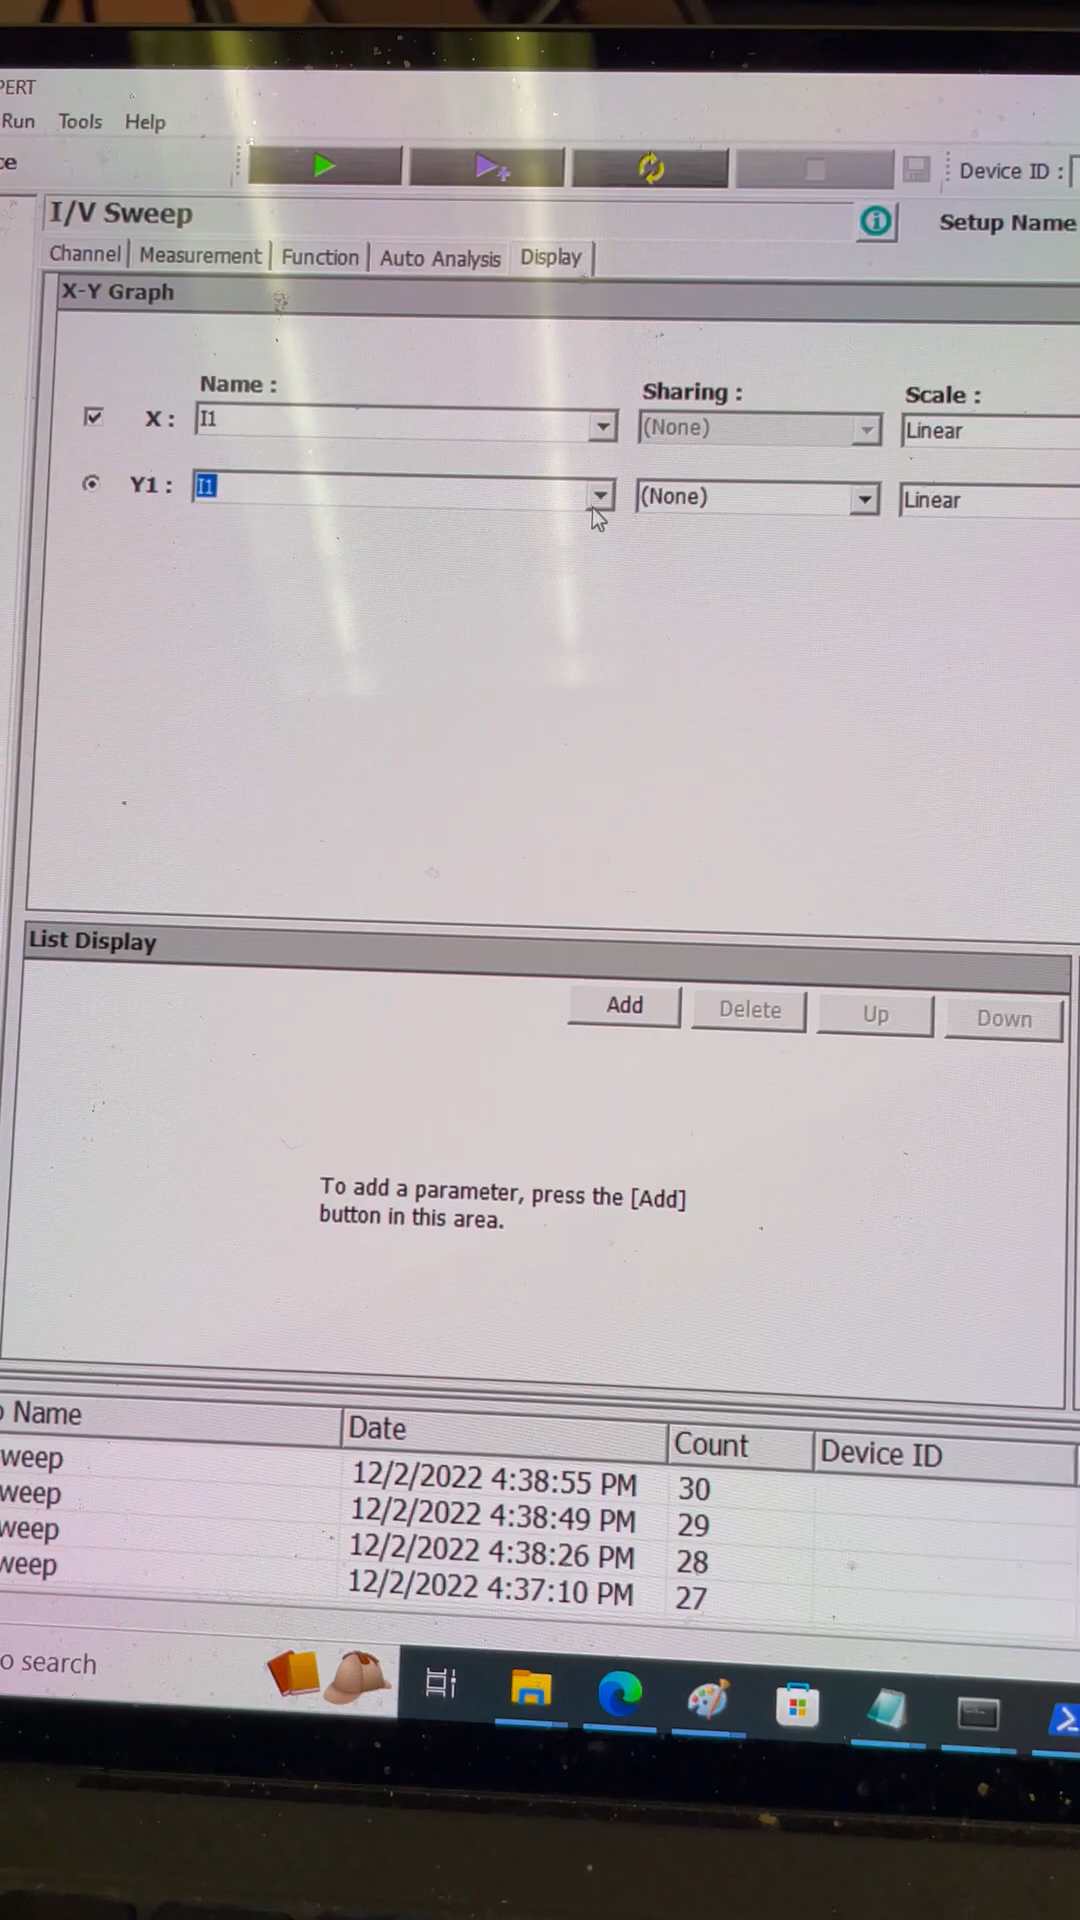 PERT
Run Tools Help
ce Device ID :
I/V Sweep Setup Name
Channel Measurement Function Auto Analysis Display
X-Y Graph
Name : Sharing : Scale :
X : I1 (None) Linear
Y1 : I1 (None) Linear
List Display
Add Delete Up Down
To add a parameter, press the [Add]
button in this area.
Name Date Count Device ID
weep 12/2/2022 4:38:55 PM 30
weep 12/2/2022 4:38:49 PM 29
weep 12/2/2022 4:38:26 PM 28
weep 12/2/2022 4:37:10 PM 27
o search